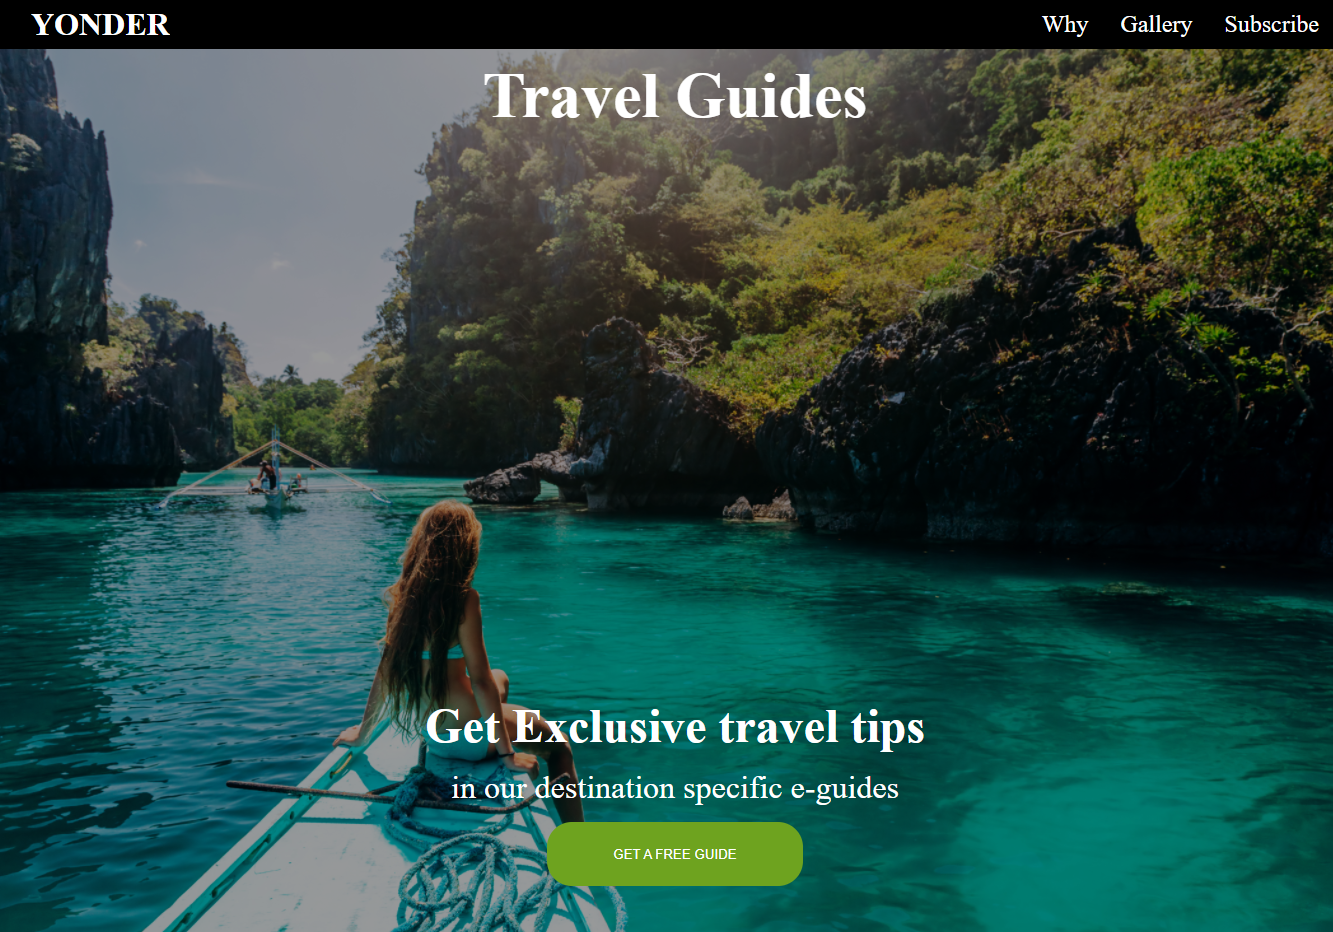 YONDER
Why Gallery Subscribe
Travel Guides
Get Exclusive travel tips
in our destination specific e-guides
GET A FREE GUIDE